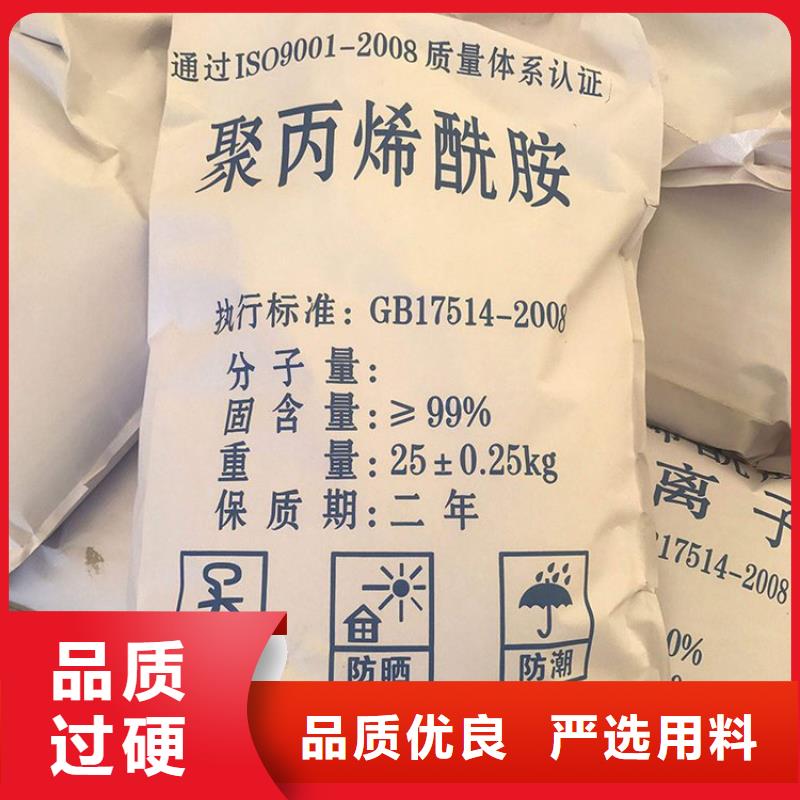 通过ISO9001-2008质量体系认证
聚丙烯酰胺
执行标准：GB17514-2008
分子量：
固含量：≥99%
重量：25±0.25kg
保质期：二年
防晒
防潮
烯酰
离子
17514-2008
0%
品质
过硬
品质优良 严选用料